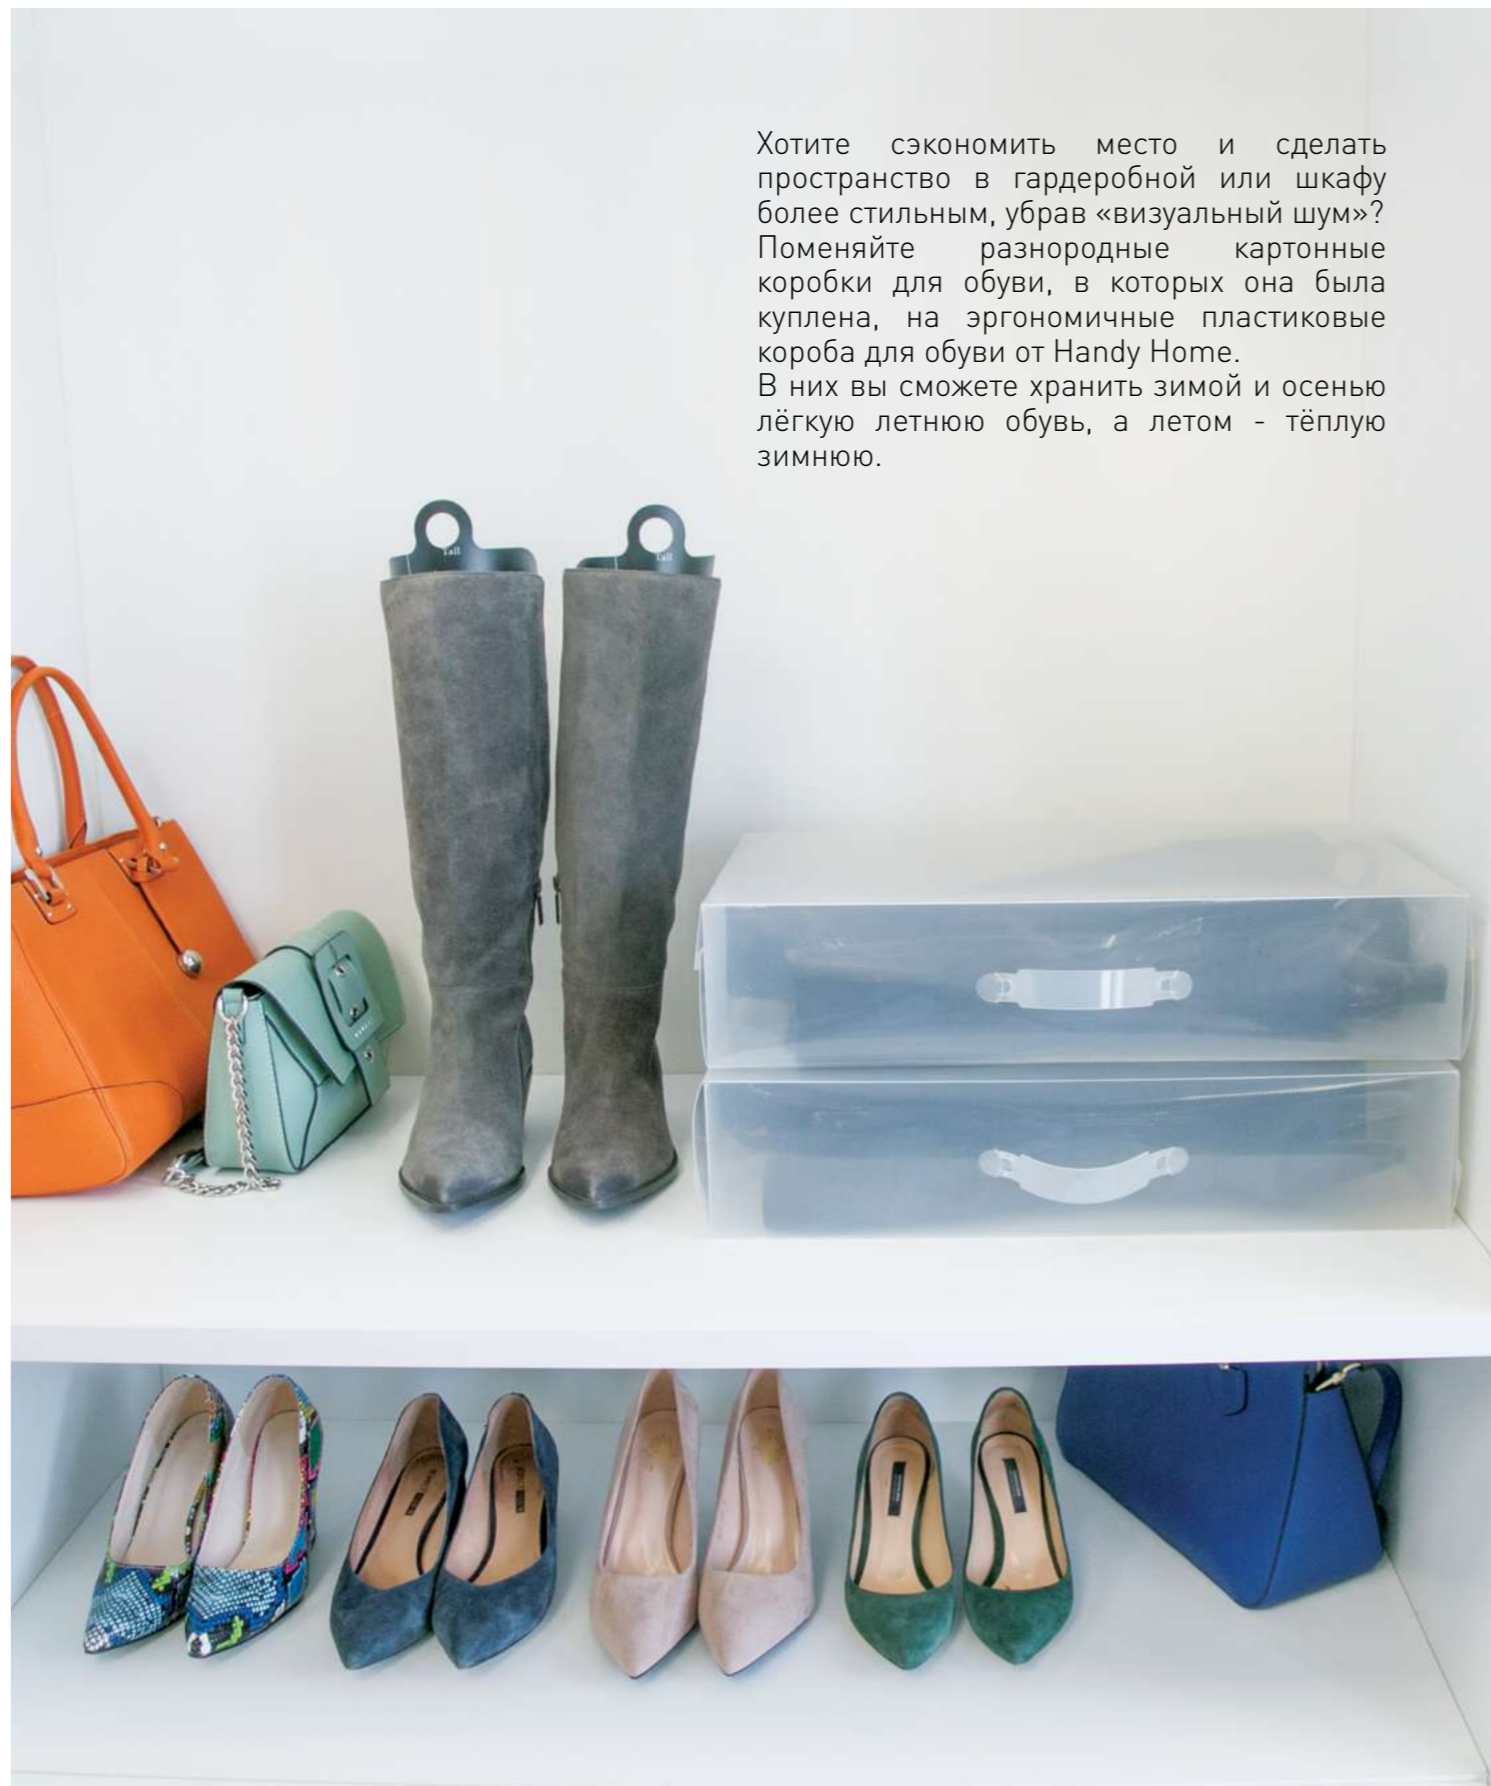 Хотите сэкономить место и сделать
пространство в гардеробной или шкафу
более стильным, убрав «визуальный шум»?
Поменяйте разнородные картонные
коробки для обуви, в которых она была
куплена, на эргономичные пластиковые
короба для обуви от Handy Home.
В них вы сможете хранить зимой и осенью
лёгкую летнюю обувь, а летом - тёплую
зимнюю.
Tall
Tall